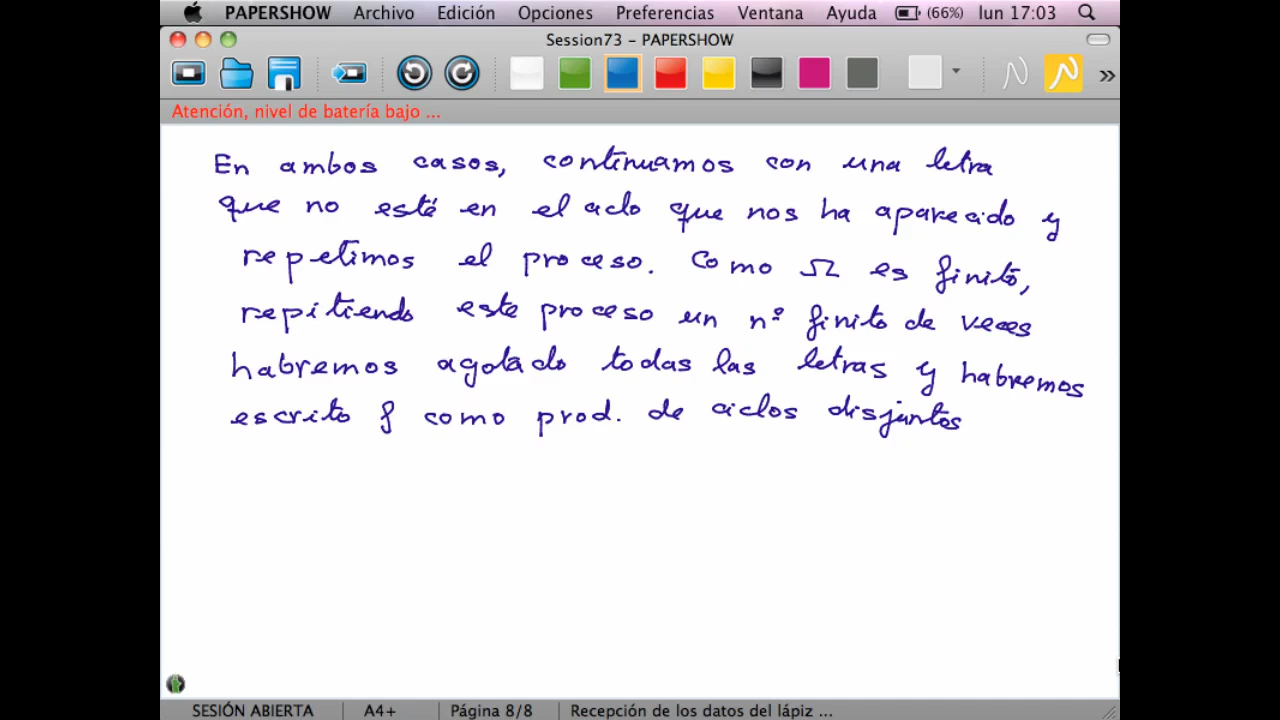 PAPERSHOW Archivo Edición Opciones Preferencias Ventana Ayuda (66%) lun 17:03
Session73 – PAPERSHOW
Atención, nivel de batería bajo ...
En ambos casos, continuamos con una letra
que no esté en el ciclo que nos ha aparecido y
repetimos el proceso. Como Ω es finito,
repitiendo este proceso un nº finito de veces
habremos agotado todas las letras y habremos
escrito f como prod. de ciclos disjuntos
SESIÓN ABIERTA A4+ Página 8/8 Recepción de los datos del lápiz ...